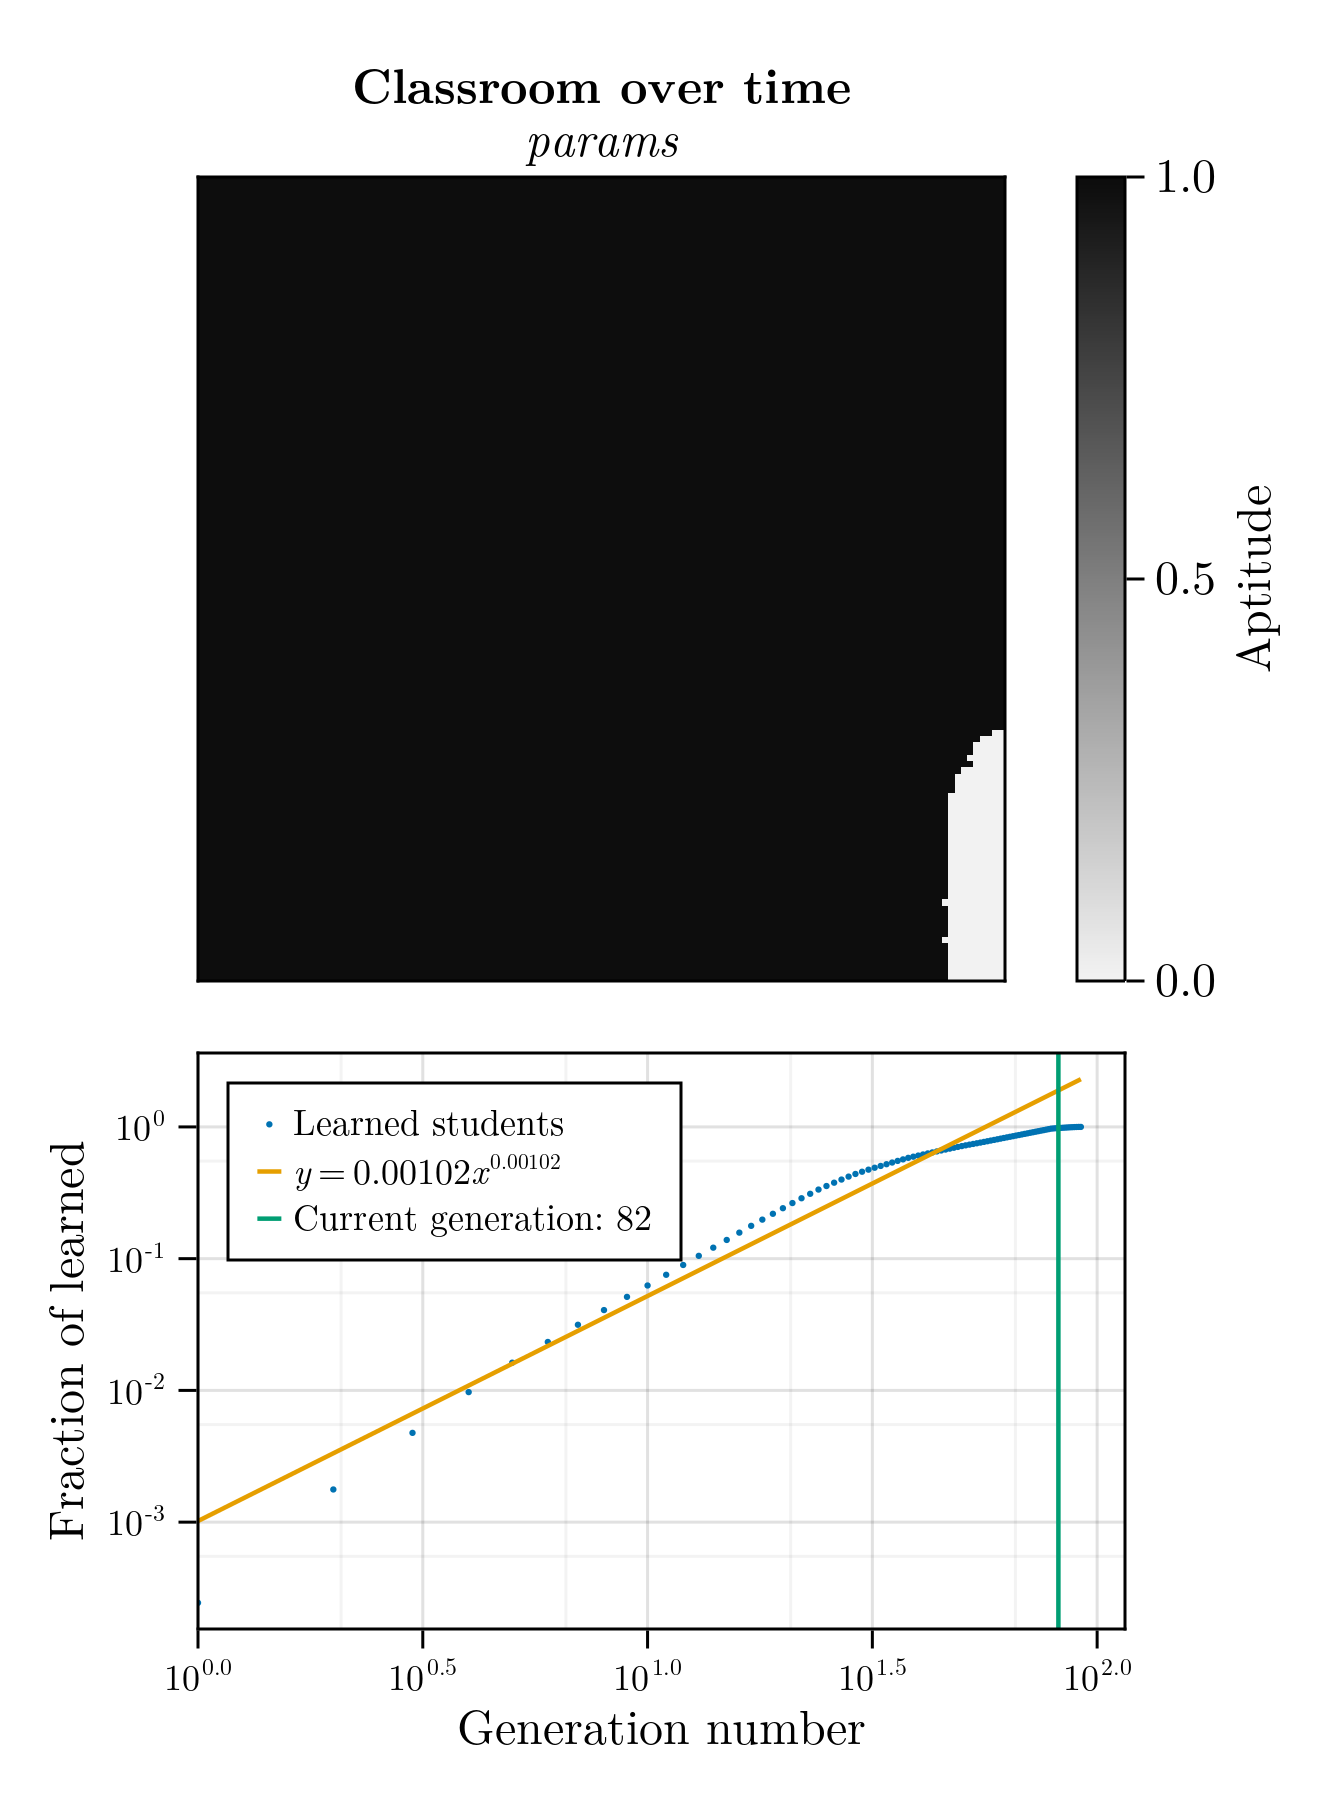 Classroom over time
params
1.0
0.5
0.0
Aptitude
Learned students
y = 0.00102x^0.00102
Current generation: 82
10^0
10^-1
10^-2
10^-3
Fraction of learned
10^0.0 10^0.5 10^1.0 10^1.5 10^2.0
Generation number